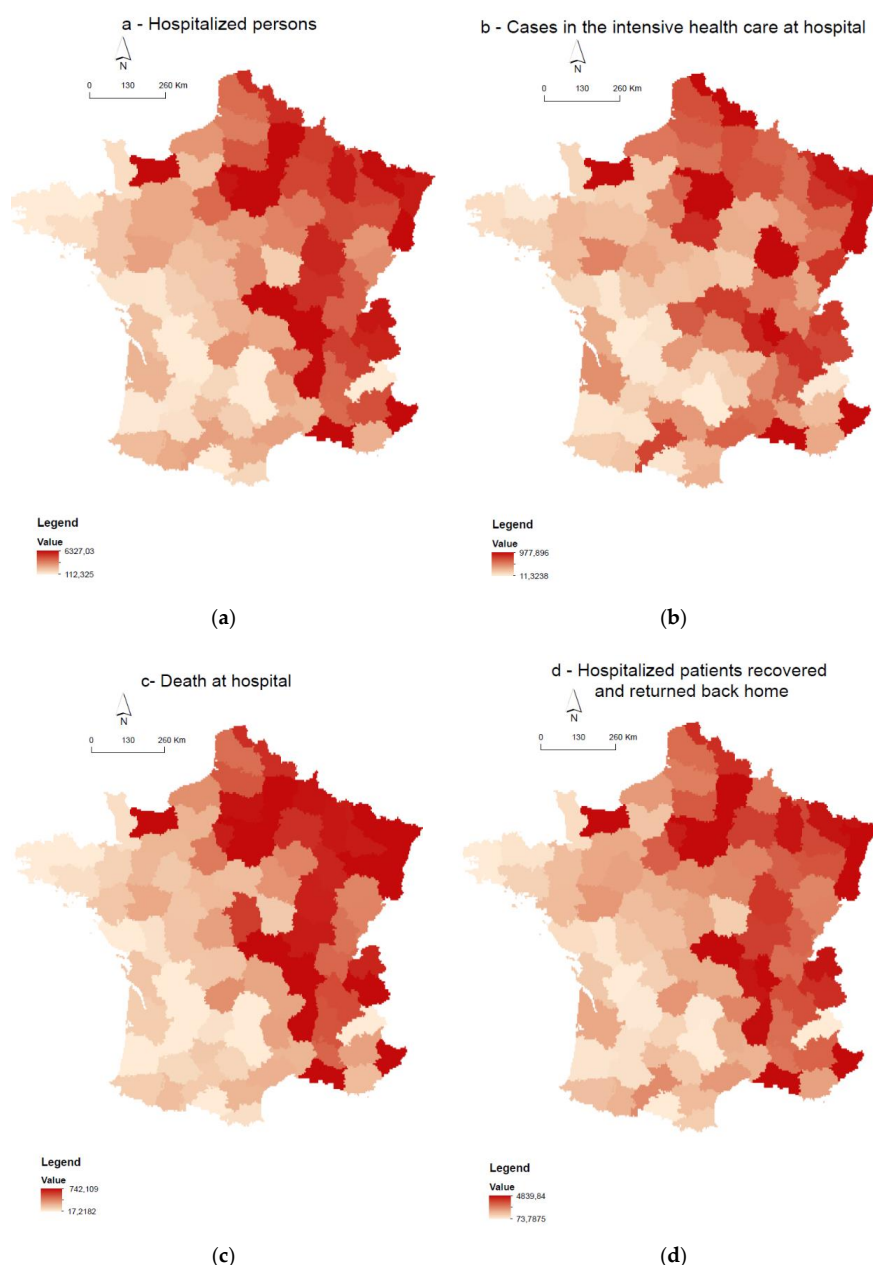 a - Hospitalized persons
N
0 130 260 Km
Legend
Value
6327,03
112,325
(a)
b - Cases in the intensive health care at hospital
N
0 130 260 Km
Legend
Value
977,896
11,3238
(b)
c- Death at hospital
N
0 130 260 Km
Legend
Value
742,109
17,2182
(c)
d - Hospitalized patients recovered
and returned back home
N
0 130 260 Km
Legend
Value
4839,84
73,7875
(d)